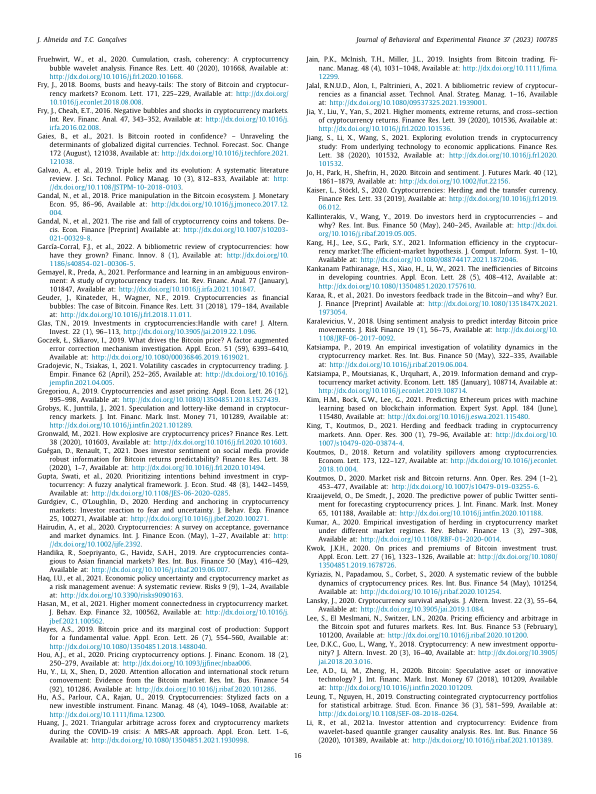 J. Almeida and T.C. Gonçalves
Journal of Behavioral and Experimental Finance 37 (2023) 100785
Fruehwirt, W., et al., 2020. Cumulation, crash, coherency: A cryptocurrency
bubble wavelet analysis. Finance Res. Lett. 40 (2020), 101668, Available at:
http://dx.doi.org/10.1016/j.frl.2020.101668.
Fry, J., 2018. Booms, busts and heavy-tails: The story of Bitcoin and cryptocur-
rency markets? Econom. Lett. 171, 225–229, Available at: http://dx.doi.org/
10.1016/j.econlet.2018.08.008.
Fry, J., Cheah, E.T., 2016. Negative bubbles and shocks in cryptocurrency markets.
Int. Rev. Financ. Anal. 47, 343–352, Available at: http://dx.doi.org/10.1016/j.
irfa.2016.02.008.
Gaies, B., et al., 2021. Is Bitcoin rooted in confidence? – Unraveling the
determinants of globalized digital currencies. Technol. Forecast. Soc. Change
172 (August), 121038, Available at: http://dx.doi.org/10.1016/j.techfore.2021.
121038.
Galvao, A., et al., 2019. Triple helix and its evolution: A systematic literature
review. J. Sci. Technol. Policy Manag. 10 (3), 812–833, Available at: http:
//dx.doi.org/10.1108/JSTPM-10-2018-0103.
Gandal, N., et al., 2018. Price manipulation in the Bitcoin ecosystem. J. Monetary
Econ. 95, 86–96, Available at: http://dx.doi.org/10.1016/j.jmoneco.2017.12.
004.
Gandal, N., et al., 2021. The rise and fall of cryptocurrency coins and tokens. De-
cis. Econ. Finance [Preprint] Available at: http://dx.doi.org/10.1007/s10203-
021-00329-8.
García-Corral, F.J., et al., 2022. A bibliometric review of cryptocurrencies: how
have they grown? Financ. Innov. 8 (1), Available at: http://dx.doi.org/10.
1186/s40854-021-00306-5.
Gemayel, R., Preda, A., 2021. Performance and learning in an ambiguous environ-
ment: A study of cryptocurrency traders. Int. Rev. Financ. Anal. 77 (January),
101847, Available at: http://dx.doi.org/10.1016/j.irfa.2021.101847.
Geuder, J., Kinateder, H., Wagner, N.F., 2019. Cryptocurrencies as financial
bubbles: The case of Bitcoin. Finance Res. Lett. 31 (2018), 179–184, Available
at: http://dx.doi.org/10.1016/j.frl.2018.11.011.
Glas, T.N., 2019. Investments in cryptocurrencies:Handle with care! J. Altern.
Invest. 22 (1), 96–113, http://dx.doi.org/10.3905/jai.2019.22.1.096.
Goczek, Ł., Skliarov, I., 2019. What drives the Bitcoin price? A factor augmented
error correction mechanism investigation. Appl. Econ. 51 (59), 6393–6410,
Available at: http://dx.doi.org/10.1080/00036846.2019.1619021.
Gradojevic, N., Tsiakas, I., 2021. Volatility cascades in cryptocurrency trading. J.
Empir. Finance 62 (April), 252–265, Available at: http://dx.doi.org/10.1016/j.
jempfin.2021.04.005.
Gregoriou, A., 2019. Cryptocurrencies and asset pricing. Appl. Econ. Lett. 26 (12),
995–998, Available at: http://dx.doi.org/10.1080/13504851.2018.1527439.
Grobys, K., Junttila, J., 2021. Speculation and lottery-like demand in cryptocur-
rency markets. J. Int. Financ. Mark. Inst. Money 71, 101289, Available at:
http://dx.doi.org/10.1016/j.intfin.2021.101289.
Gronwald, M., 2021. How explosive are cryptocurrency prices? Finance Res. Lett.
38 (2020), 101603, Available at: http://dx.doi.org/10.1016/j.frl.2020.101603.
Guégan, D., Renault, T., 2021. Does investor sentiment on social media provide
robust information for Bitcoin returns predictability? Finance Res. Lett. 38
(2020), 1–7, Available at: http://dx.doi.org/10.1016/j.frl.2020.101494.
Gupta, Swati, et al., 2020. Prioritizing intentions behind investment in cryp-
tocurrency: a fuzzy analytical framework. J. Econ. Stud. 48 (8), 1442–1459,
Available at: http://dx.doi.org/10.1108/JES-06-2020-0285.
Gurdgiev, C., O'Loughlin, D., 2020. Herding and anchoring in cryptocurrency
markets: Investor reaction to fear and uncertainty. J. Behav. Exp. Finance
25, 100271, Available at: http://dx.doi.org/10.1016/j.jbef.2020.100271.
Hairudin, A., et al., 2020. Cryptocurrencies: A survey on acceptance, governance
and market dynamics. Int. J. Finance Econ. (May), 1–27, Available at: http:
//dx.doi.org/10.1002/ijfe.2392.
Handika, R., Soepriyanto, G., Havidz, S.A.H., 2019. Are cryptocurrencies conta-
gious to Asian financial markets? Res. Int. Bus. Finance 50 (May), 416–429,
Available at: http://dx.doi.org/10.1016/j.ribaf.2019.06.007.
Haq, I.U., et al., 2021. Economic policy uncertainty and cryptocurrency market as
a risk management avenue: A systematic review. Risks 9 (9), 1–24, Available
at: http://dx.doi.org/10.3390/risks9090163.
Hasan, M., et al., 2021. Higher moment connectedness in cryptocurrency market.
J. Behav. Exp. Finance 32, 100562, Available at: http://dx.doi.org/10.1016/j.
jbef.2021.100562.
Hayes, A.S., 2019. Bitcoin price and its marginal cost of production: Support
for a fundamental value. Appl. Econ. Lett. 26 (7), 554–560, Available at:
http://dx.doi.org/10.1080/13504851.2018.1488040.
Hou, A.J., et al., 2020. Pricing cryptocurrency options. J. Financ. Econom. 18 (2),
250–279, Available at: http://dx.doi.org/10.1093/jjfinec/nbaa006.
Hu, Y., Li, X., Shen, D., 2020. Attention allocation and international stock return
comovement: Evidence from the Bitcoin market. Res. Int. Bus. Finance 54
(92), 101286, Available at: http://dx.doi.org/10.1016/j.ribaf.2020.101286.
Hu, A.S., Parlour, C.A., Rajan, U., 2019. Cryptocurrencies: Stylized facts on a
new investible instrument. Financ. Manag. 48 (4), 1049–1068, Available at:
http://dx.doi.org/10.1111/fima.12300.
Huang, J., 2021. Triangular arbitrage across forex and cryptocurrency markets
during the COVID-19 crisis: A MRS-AR approach. Appl. Econ. Lett. 1–6,
Available at: http://dx.doi.org/10.1080/13504851.2021.1930998.
Jain, P.K., McInish, T.H., Miller, J.L., 2019. Insights from Bitcoin trading. Fi-
nanc. Manag. 48 (4), 1031–1048, Available at: http://dx.doi.org/10.1111/fima.
12299.
Jalal, R.N.U.D., Alon, I., Paltrinieri, A., 2021. A bibliometric review of cryptocur-
rencies as a financial asset. Technol. Anal. Strateg. Manag. 1–16, Available
at: http://dx.doi.org/10.1080/09537325.2021.1939001.
Jia, Y., Liu, Y., Yan, S., 2021. Higher moments, extreme returns, and cross–section
of cryptocurrency returns. Finance Res. Lett. 39 (2020), 101536, Available at:
http://dx.doi.org/10.1016/j.frl.2020.101536.
Jiang, S., Li, X., Wang, S., 2021. Exploring evolution trends in cryptocurrency
study: From underlying technology to economic applications. Finance Res.
Lett. 38 (2020), 101532, Available at: http://dx.doi.org/10.1016/j.frl.2020.
101532.
Jo, H., Park, H., Shefrin, H., 2020. Bitcoin and sentiment. J. Futures Mark. 40 (12),
1861–1879, Available at: http://dx.doi.org/10.1002/fut.22156.
Kaiser, L., Stöckl, S., 2020. Cryptocurrencies: Herding and the transfer currency.
Finance Res. Lett. 33 (2019), Available at: http://dx.doi.org/10.1016/j.frl.2019.
06.012.
Kallinterakis, V., Wang, Y., 2019. Do investors herd in cryptocurrencies – and
why? Res. Int. Bus. Finance 50 (May), 240–245, Available at: http://dx.doi.
org/10.1016/j.ribaf.2019.05.005.
Kang, H.J., Lee, S.G., Park, S.Y., 2021. Information efficiency in the cryptocur-
rency market:The efficient-market hypothesis. J. Comput. Inform. Syst. 1–10,
Available at: http://dx.doi.org/10.1080/08874417.2021.1872046.
Kankanam Pathiranage, H.S., Xiao, H., Li, W., 2021. The inefficiencies of Bitcoin
in developing countries. Appl. Econ. Lett. 28 (5), 408–412, Available at:
http://dx.doi.org/10.1080/13504851.2020.1757610.
Karaa, R., et al., 2021. Do investors feedback trade in the Bitcoin—and why? Eur.
J. Finance [Preprint] Available at: http://dx.doi.org/10.1080/1351847X.2021.
1973054.
Karalevicius, V., 2018. Using sentiment analysis to predict interday Bitcoin price
movements. J. Risk Finance 19 (1), 56–75, Available at: http://dx.doi.org/10.
1108/JRF-06-2017-0092.
Katsiampa, P., 2019. An empirical investigation of volatility dynamics in the
cryptocurrency market. Res. Int. Bus. Finance 50 (May), 322–335, Available
at: http://dx.doi.org/10.1016/j.ribaf.2019.06.004.
Katsiampa, P., Moutsianas, K., Urquhart, A., 2019. Information demand and cryp-
tocurrency market activity. Econom. Lett. 185 (January), 108714, Available at:
http://dx.doi.org/10.1016/j.econlet.2019.108714.
Kim, H.M., Bock, G.W., Lee, G., 2021. Predicting Ethereum prices with machine
learning based on blockchain information. Expert Syst. Appl. 184 (June),
115480, Available at: http://dx.doi.org/10.1016/j.eswa.2021.115480.
King, T., Koutmos, D., 2021. Herding and feedback trading in cryptocurrency
markets. Ann. Oper. Res. 300 (1), 79–96, Available at: http://dx.doi.org/10.
1007/s10479-020-03874-4.
Koutmos, D., 2018. Return and volatility spillovers among cryptocurrencies.
Econom. Lett. 173, 122–127, Available at: http://dx.doi.org/10.1016/j.econlet.
2018.10.004.
Koutmos, D., 2020. Market risk and Bitcoin returns. Ann. Oper. Res. 294 (1–2),
453–477, Available at: http://dx.doi.org/10.1007/s10479-019-03255-6.
Kraaijeveld, O., De Smedt, J., 2020. The predictive power of public Twitter senti-
ment for forecasting cryptocurrency prices. J. Int. Financ. Mark. Inst. Money
65, 101188, Available at: http://dx.doi.org/10.1016/j.intfin.2020.101188.
Kumar, A., 2020. Empirical investigation of herding in cryptocurrency market
under different market regimes. Rev. Behav. Finance 13 (3), 297–308,
Available at: http://dx.doi.org/10.1108/RBF-01-2020-0014.
Kwok, J.K.H., 2020. On prices and premiums of Bitcoin investment trust.
Appl. Econ. Lett. 27 (16), 1323–1326, Available at: http://dx.doi.org/10.1080/
13504851.2019.1678726.
Kyriazis, N., Papadamou, S., Corbet, S., 2020. A systematic review of the bubble
dynamics of cryptocurrency prices. Res. Int. Bus. Finance 54 (May), 101254,
Available at: http://dx.doi.org/10.1016/j.ribaf.2020.101254.
Lansky, J., 2020. Cryptocurrency survival analysis. J. Altern. Invest. 22 (3), 55–64,
Available at: http://dx.doi.org/10.3905/jai.2019.1.084.
Lee, S., El Meslmani, N., Switzer, L.N., 2020a. Pricing efficiency and arbitrage in
the Bitcoin spot and futures markets. Res. Int. Bus. Finance 53 (February),
101200, Available at: http://dx.doi.org/10.1016/j.ribaf.2020.101200.
Lee, D.K.C., Guo, L., Wang, Y., 2018. Cryptocurrency: A new investment opportu-
nity? J. Altern. Invest. 20 (3), 16–40, Available at: http://dx.doi.org/10.3905/
jai.2018.20.3.016.
Lee, A.D., Li, M., Zheng, H., 2020b. Bitcoin: Speculative asset or innovative
technology? J. Int. Financ. Mark. Inst. Money 67 (2018), 101209, Available
at: http://dx.doi.org/10.1016/j.intfin.2020.101209.
Leung, T., Nguyen, H., 2019. Constructing cointegrated cryptocurrency portfolios
for statistical arbitrage. Stud. Econ. Finance 36 (3), 581–599, Available at:
http://dx.doi.org/10.1108/SEF-08-2018-0264.
Li, R., et al., 2021a. Investor attention and cryptocurrency: Evidence from
wavelet-based quantile granger causality analysis. Res. Int. Bus. Finance 56
(2020), 101389, Available at: http://dx.doi.org/10.1016/j.ribaf.2021.101389.
16